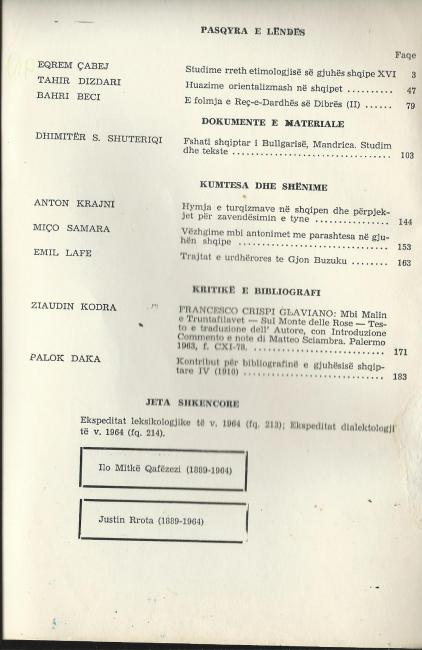 PASQYRA E LËNDËS
Faqe
EQREM ÇABEJ
Studime rreth etimologjisë së gjuhës shqipe XVI 3
TAHIR DIZDARI
Huazime orientalizmash në shqipet .......... 47
BAHRI BECI
E folmja e Reç-e-Dardhës së Dibrës (II) ...... 79
DOKUMENTE E MATERIALE
DHIMITËR S. SHUTERIQI
Fshati shqiptar i Bullgarisë, Mandrica. Studim
dhe tekste .................................. 103
KUMTESA DHE SHËNIME
ANTON KRAJNI
Hymja e turqizmave në shqipen dhe përpjek-
jet për zavendësimin e tyne .................. 144
MIÇO SAMARA
Vëzhgime mbi antonimet me parashtesa në gju-
hën shqipe .................................. 153
EMIL LAFE
Trajtat e urdhërores te Gjon Buzuku ........ 163
KRITIKË E BIBLIOGRAFI
ZIAUDIN KODRA
FRANCESCO CRISPI GLAVIANO: Mbi Malin
e Truntafilavet — Sul Monte delle Rose — Tes-
to e traduzione dell' Autore, con Introduzione
Commento e note di Matteo Sciambra. Palermo
1963, f. CXI-78. ............................ 171
PALOK DAKA
Kontribut për bibliografinë e gjuhësisë shqip-
tare IV (1910) .............................. 183
JETA SHKENCORE
Ekspeditat leksikologjike të v. 1964 (fq. 213); Ekspeditat dialektologji
të v. 1964 (fq. 214).
Ilo Mitkë Qafëzezi (1889-1964)
Justin Rrota (1889-1964)